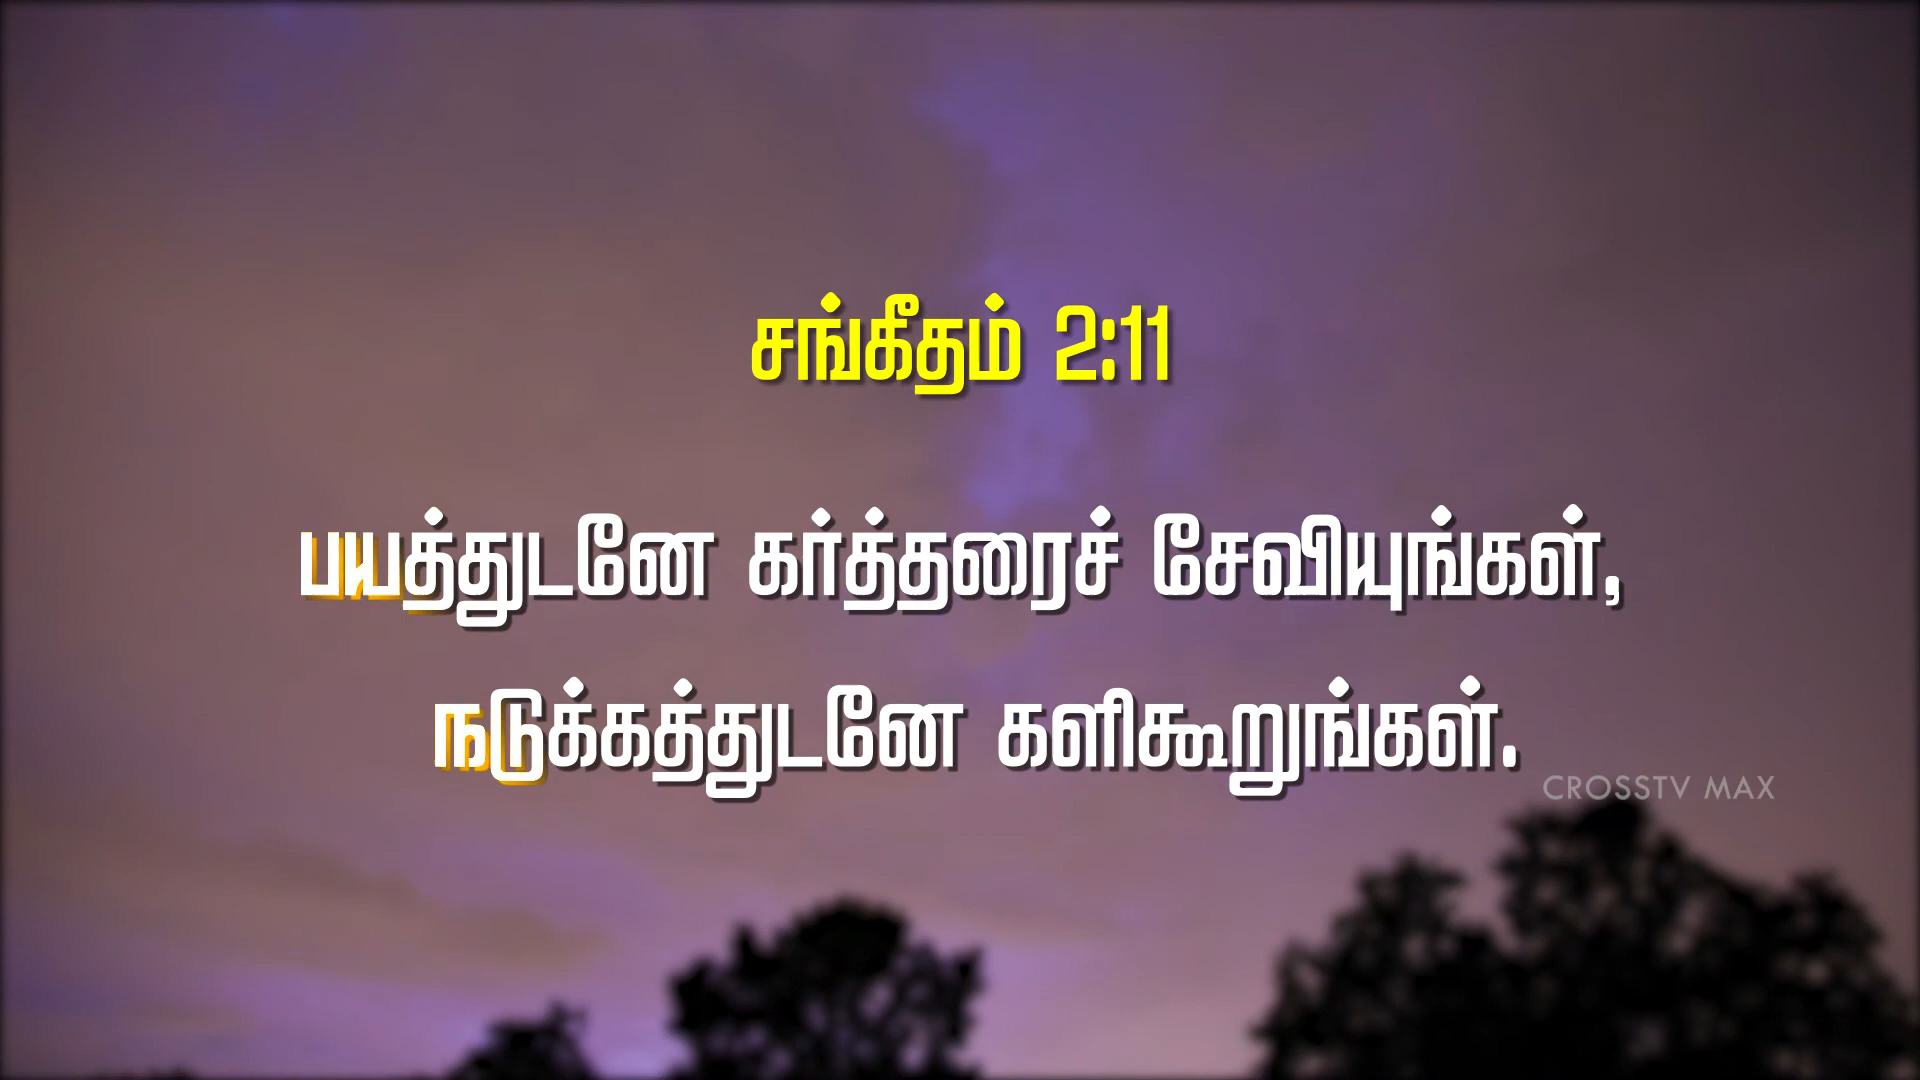 சங்கீதம் 2:11
பயத்துடனே கர்த்தரைச் சேவியுங்கள்,
நடுக்கத்துடனே களிகூறுங்கள்.
CROSSTV MAX